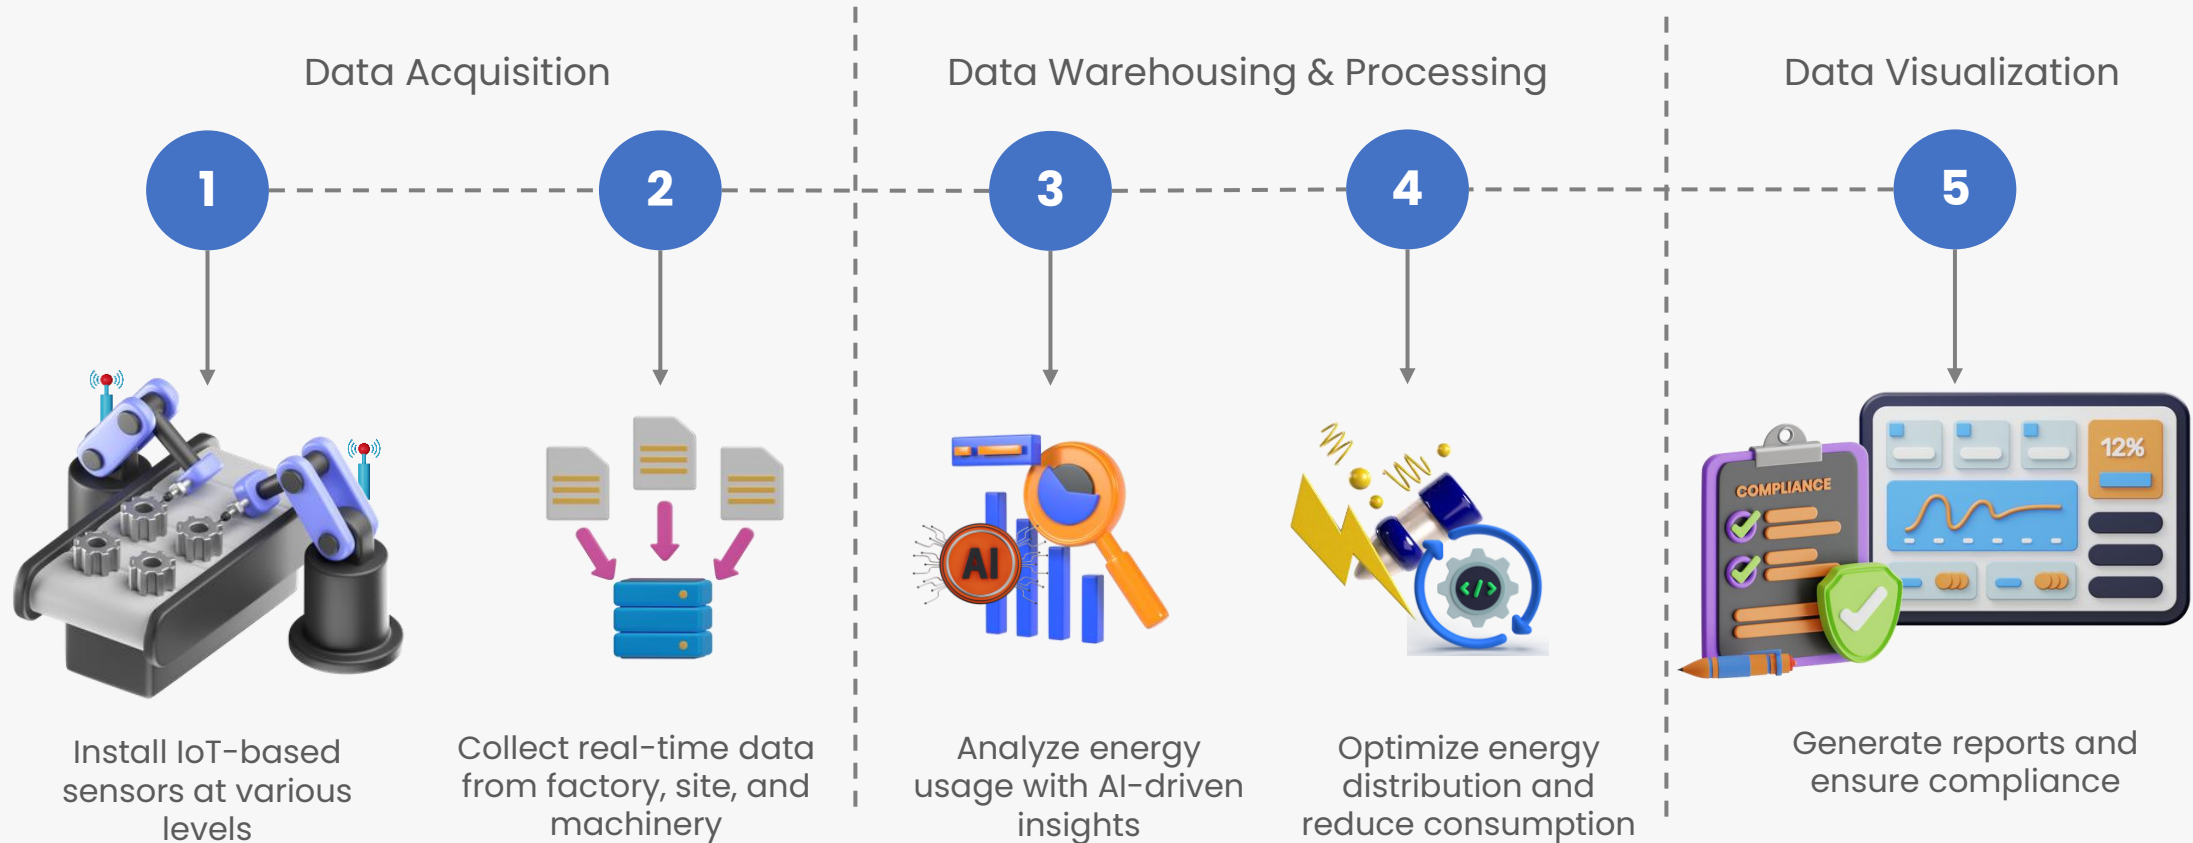 Data Acquisition
Data Warehousing & Processing
Data Visualization
1
2
3
4
5
12%
COMPLIANCE
AI
</>
Install IoT-based
sensors at various
levels
Collect real-time data
from factory, site, and
machinery
Analyze energy
usage with AI-driven
insights
Optimize energy
distribution and
reduce consumption
Generate reports and
ensure compliance